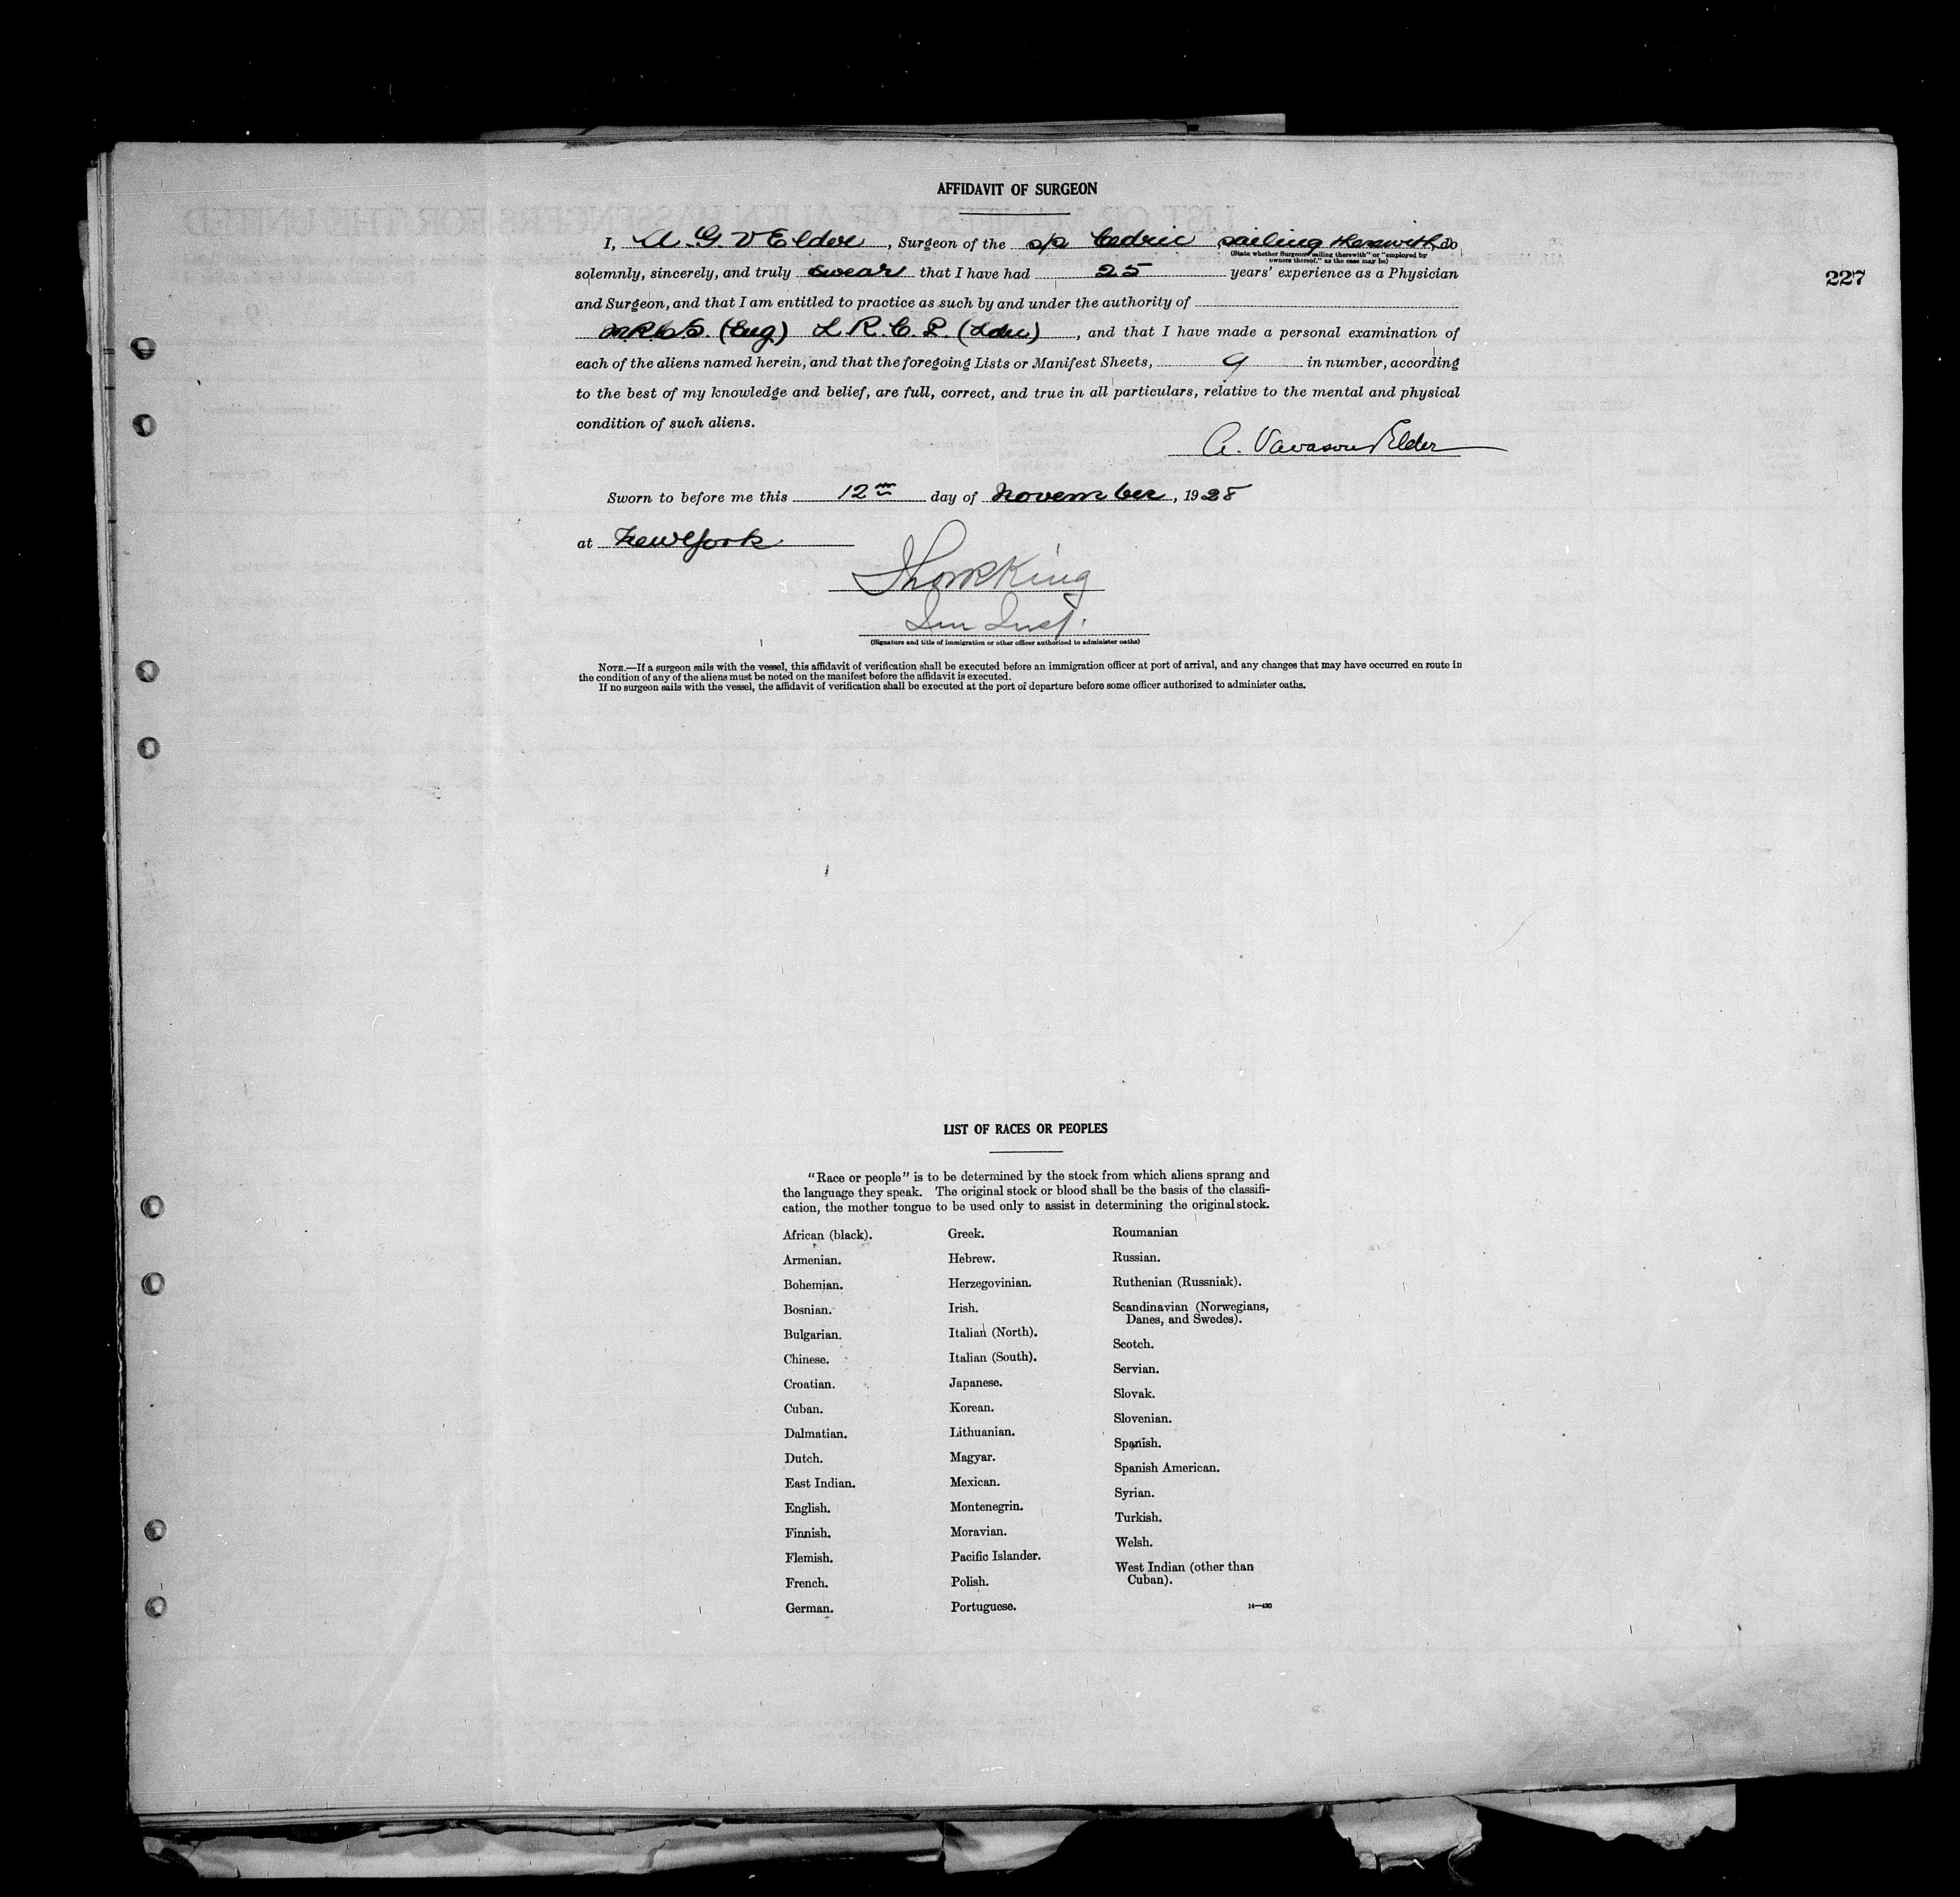 AFFIDAVIT OF SURGEON
I, A. G. V Elder, Surgeon of the s/s Cedric sailing therewith, do
(State whether Surgeon "sailing therewith" or "employed by
owners thereof," as the case may be)
227
solemnly, sincerely, and truly swear that I have had 25 years' experience as a Physician
and Surgeon, and that I am entitled to practice as such by and under the authority of
M.R.C.S. (Eng) L.R.C.P. (Lon), and that I have made a personal examination of
each of the aliens named herein, and that the foregoing Lists or Manifest Sheets, 9 in number, according
to the best of my knowledge and belief, are full, correct, and true in all particulars, relative to the mental and physical
condition of such aliens.
A. Vavasour Elder
Sworn to before me this 12th day of November, 1928
at New York
King
Imm Insp.
(Signature and title of immigration or other officer authorized to administer oaths)
NOTE.—If a surgeon sails with the vessel, this affidavit of verification shall be executed before an immigration officer at port of arrival, and any changes that may have occurred en route in
the condition of any of the aliens must be noted on the manifest before the affidavit is executed.
If no surgeon sails with the vessel, the affidavit of verification shall be executed at the port of departure before some officer authorized to administer oaths.
LIST OF RACES OR PEOPLES
"Race or people" is to be determined by the stock from which aliens sprang and
the language they speak. The original stock or blood shall be the basis of the classifi-
cation, the mother tongue to be used only to assist in determining the original stock.
African (black).
Armenian.
Bohemian.
Bosnian.
Bulgarian.
Chinese.
Croatian.
Cuban.
Dalmatian.
Dutch.
East Indian.
English.
Finnish.
Flemish.
French.
German.
Greek.
Hebrew.
Herzegovinian.
Irish.
Italian (North).
Italian (South).
Japanese.
Korean.
Lithuanian.
Magyar.
Mexican.
Montenegrin.
Moravian.
Pacific Islander.
Polish.
Portuguese.
Roumanian
Russian.
Ruthenian (Russniak).
Scandinavian (Norwegians,
Danes, and Swedes).
Scotch.
Servian.
Slovak.
Slovenian.
Spanish.
Spanish American.
Syrian.
Turkish.
Welsh.
West Indian (other than
Cuban).
14—430